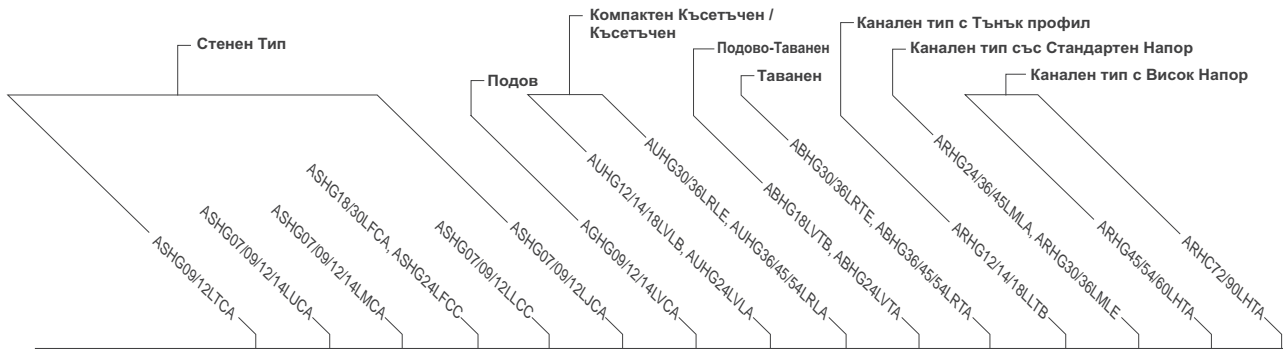 Стенен Тип
Подов
Компактен Късетъчен /
Късетъчен
Подово-Таванен
Таванен
Канален тип с Тънък профил
Канален тип със Стандартен Напор
Канален тип с Висок Напор
ASHG09/12LTCA
ASHG07/09/12/14LUCA
ASHG07/09/12/14LMCA
ASHG18/30LFCA, ASHG24LFCC
ASHG07/09/12LLCC
ASHG07/09/12LJCA
AGHG09/12/14LVCA
AUHG12/14/18LVLB, AUHG24LVLA
AUHG30/36LRLE, AUHG36/45/54LRLA
ABHG18LVTB, ABHG24LVTA
ABHG30/36LRTE, ABHG36/45/54LRTA
ARHG12/14/18LLTB
ARHG24/36/45LMLA, ARHG30/36LMLE
ARHG45/54/60LHTA
ARHC72/90LHTA